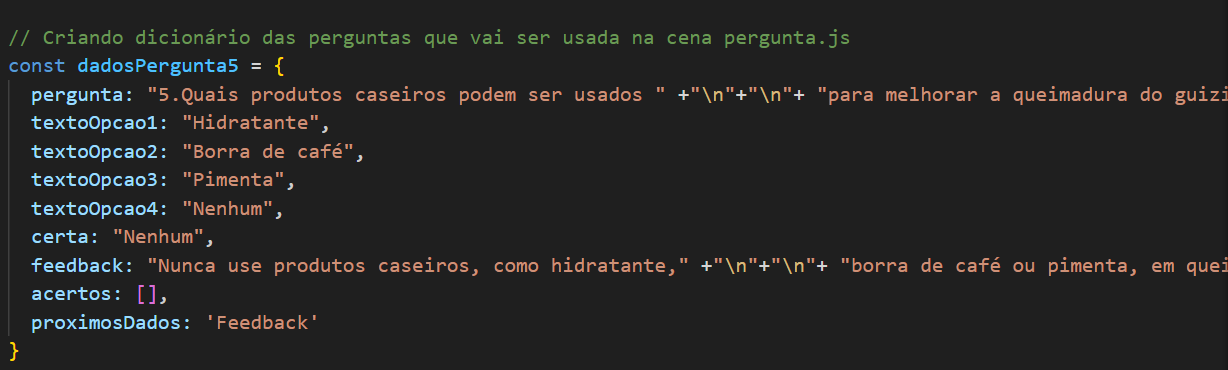 // Criando dicionário das perguntas que vai ser usada na cena pergunta.js
const dadosPergunta5 = {
pergunta: "5.Quais produtos caseiros podem ser usados " +"\n"+"\n"+ "para melhorar a queimadura do guizi
textoOpcao1: "Hidratante",
textoOpcao2: "Borra de café",
textoOpcao3: "Pimenta",
textoOpcao4: "Nenhum",
certa: "Nenhum",
feedback: "Nunca use produtos caseiros, como hidratante," +"\n"+"\n"+ "borra de café ou pimenta, em quei
acertos: [],
proximosDados: 'Feedback'
}